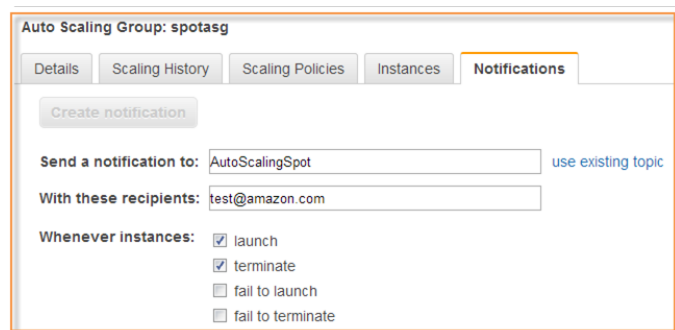 Auto Scaling Group: spotasg
Details Scaling History Scaling Policies Instances Notifications
Create notification
Send a notification to: AutoScalingSpot use existing topic
With these recipients: test@amazon.com
Whenever instances: launch
terminate
fail to launch
fail to terminate